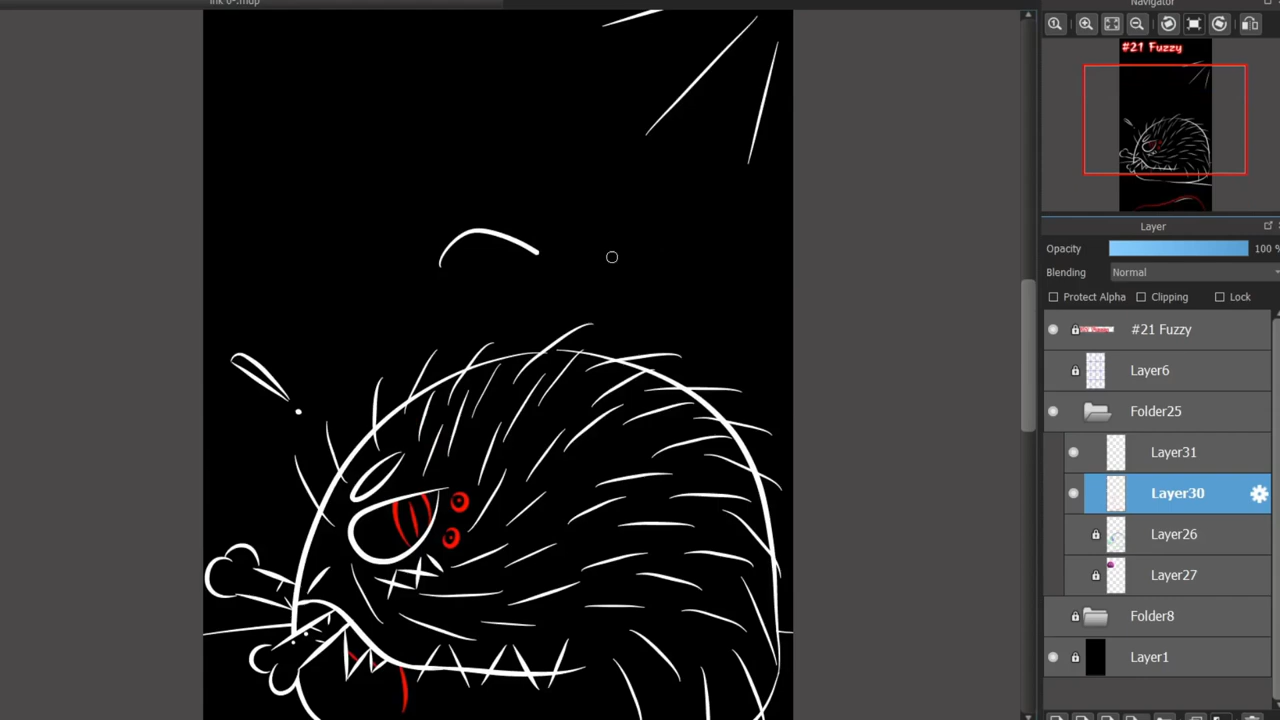 Ink 6-.mdp
Navigator
#21 Fuzzy
Layer
Opacity
100 %
Blending
Normal
Protect Alpha
Clipping
Lock
#21 Fuzzy
Layer6
Folder25
Layer31
Layer30
Layer26
Layer27
Folder8
Layer1